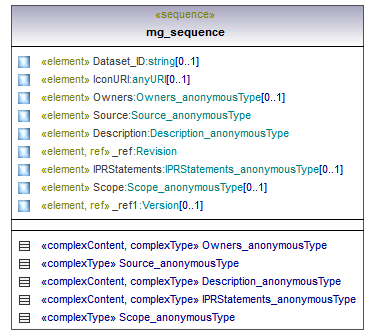 «sequence»
mg_sequence
«element» Dataset_ID:string[0..1]
«element» IconURI:anyURI[0..1]
«element» Owners:Owners_anonymousType[0..1]
«element» Source:Source_anonymousType
«element» Description:Description_anonymousType
«element, ref» _ref:Revision
«element» IPRStatements:IPRStatements_anonymousType[0..1]
«element» Scope:Scope_anonymousType[0..1]
«element, ref» _ref1:Version[0..1]
«complexContent, complexType» Owners_anonymousType
«complexType» Source_anonymousType
«complexContent, complexType» Description_anonymousType
«complexContent, complexType» IPRStatements_anonymousType
«complexType» Scope_anonymousType